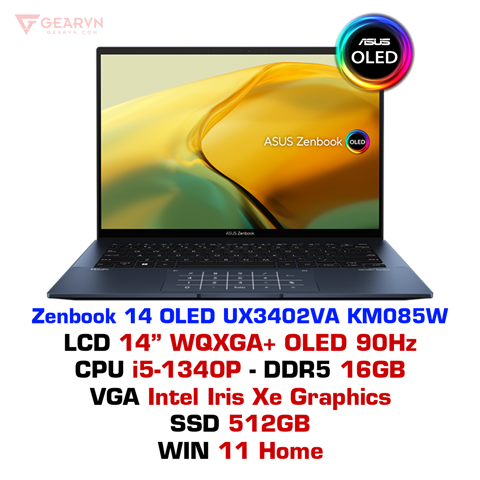 GEARVN
GEARVN.COM
ASUS
OLED
ASUS Zenbook
OLED
ASUS Zenbook
Zenbook 14 OLED UX3402VA KM085W
LCD 14” WQXGA+ OLED 90Hz
CPU i5-1340P - DDR5 16GB
VGA Intel Iris Xe Graphics
SSD 512GB
WIN 11 Home